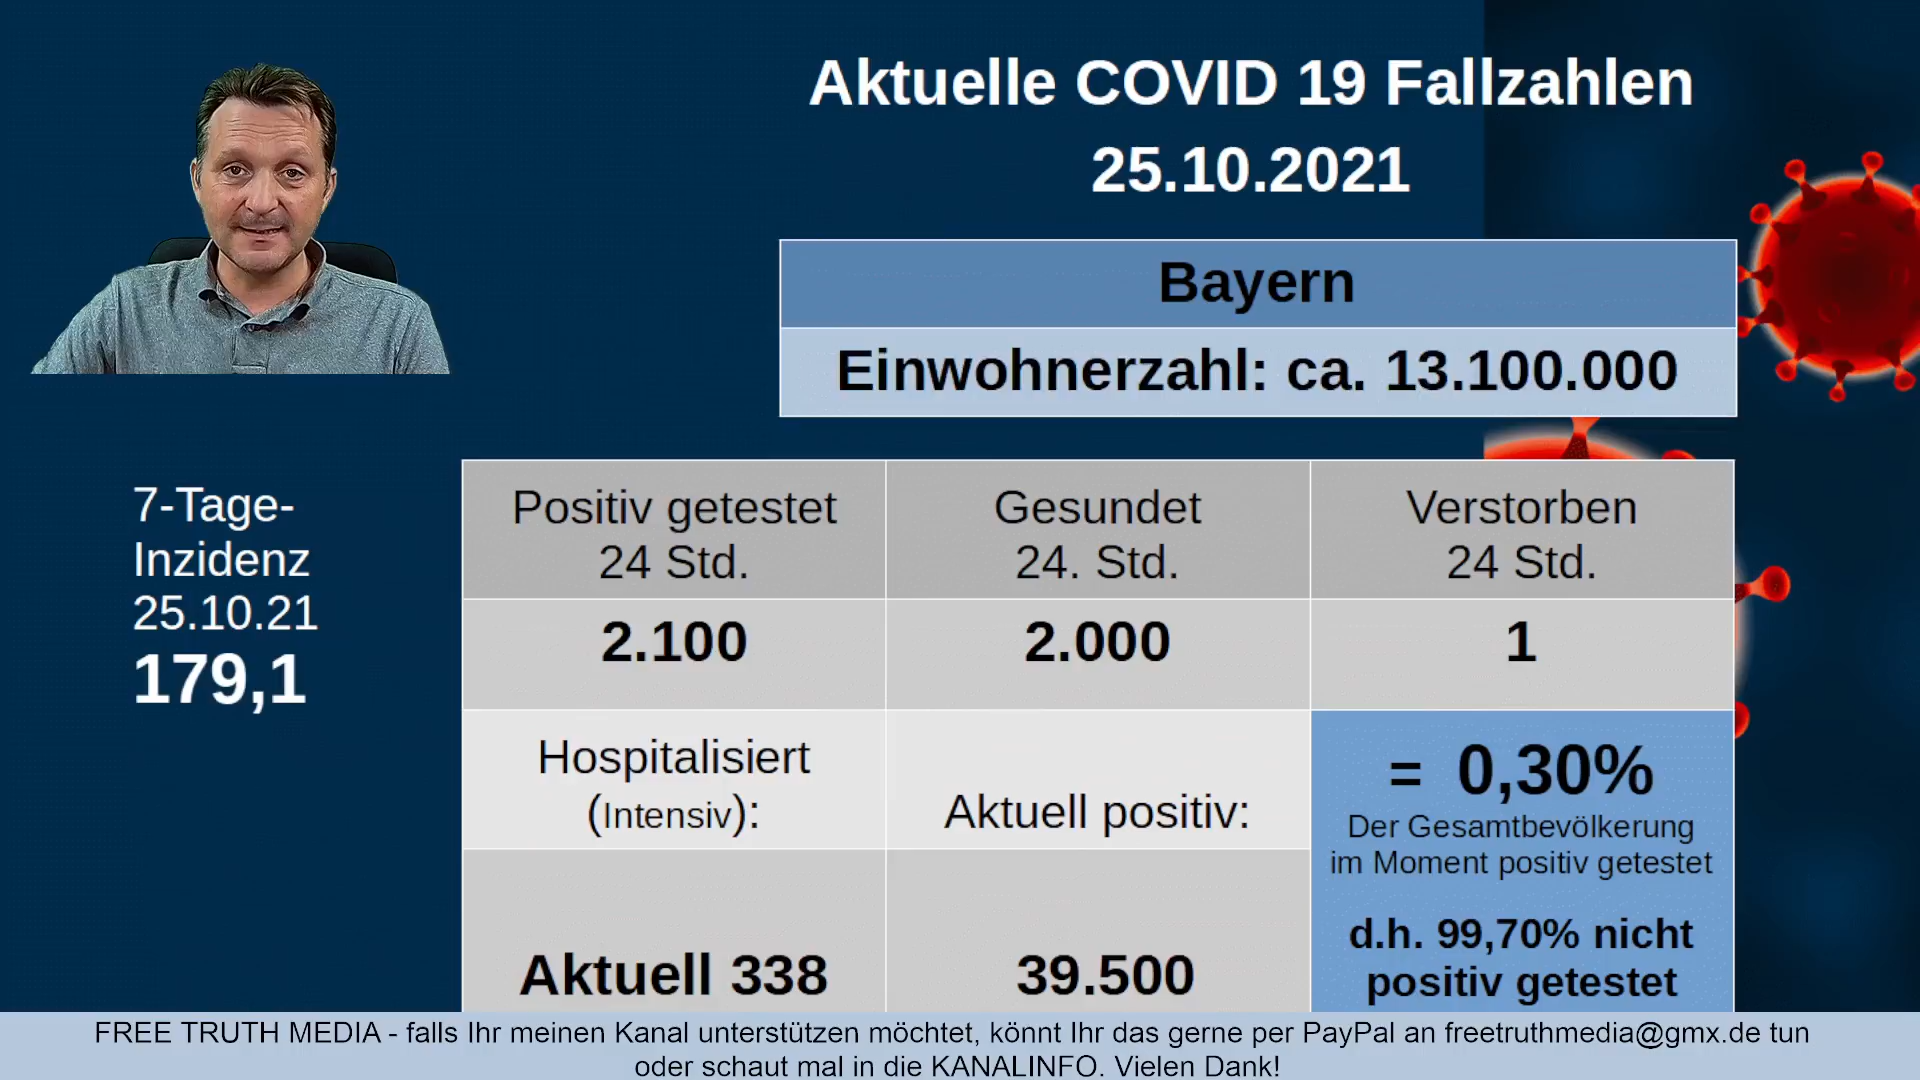 Aktuelle COVID 19 Fallzahlen
25.10.2021
Bayern
Einwohnerzahl: ca. 13.100.000
7-Tage-
Inzidenz
25.10.21
179,1
Positiv getestet
24 Std.
Gesundet
24. Std.
Verstorben
24 Std.
2.100
2.000
1
Hospitalisiert
(Intensiv):
Aktuell positiv:
= 0,30%
Der Gesamtbevölkerung
im Moment positiv getestet
d.h. 99,70% nicht
positiv getestet
Aktuell 338
39.500
FREE TRUTH MEDIA - falls Ihr meinen Kanal unterstützen möchtet, könnt Ihr das gerne per PayPal an freetruthmedia@gmx.de tun
oder schaut mal in die KANALINFO. Vielen Dank!